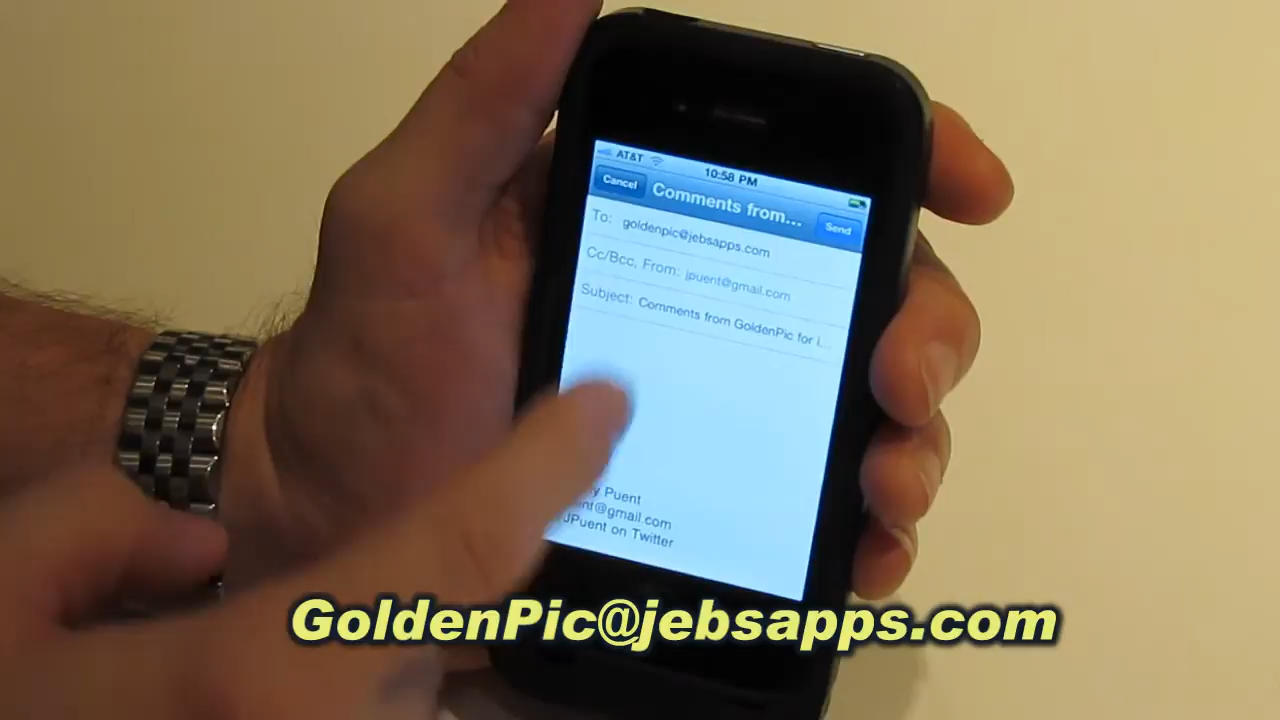 AT&T
10:58 PM
Cancel
Comments from...
Send
To: goldenpic@jebsapps.com
Cc/Bcc, From: jpuent@gmail.com
Subject: Comments from GoldenPic for i...
Puent
@gmail.com
JPuent on Twitter
GoldenPic@jebsapps.com